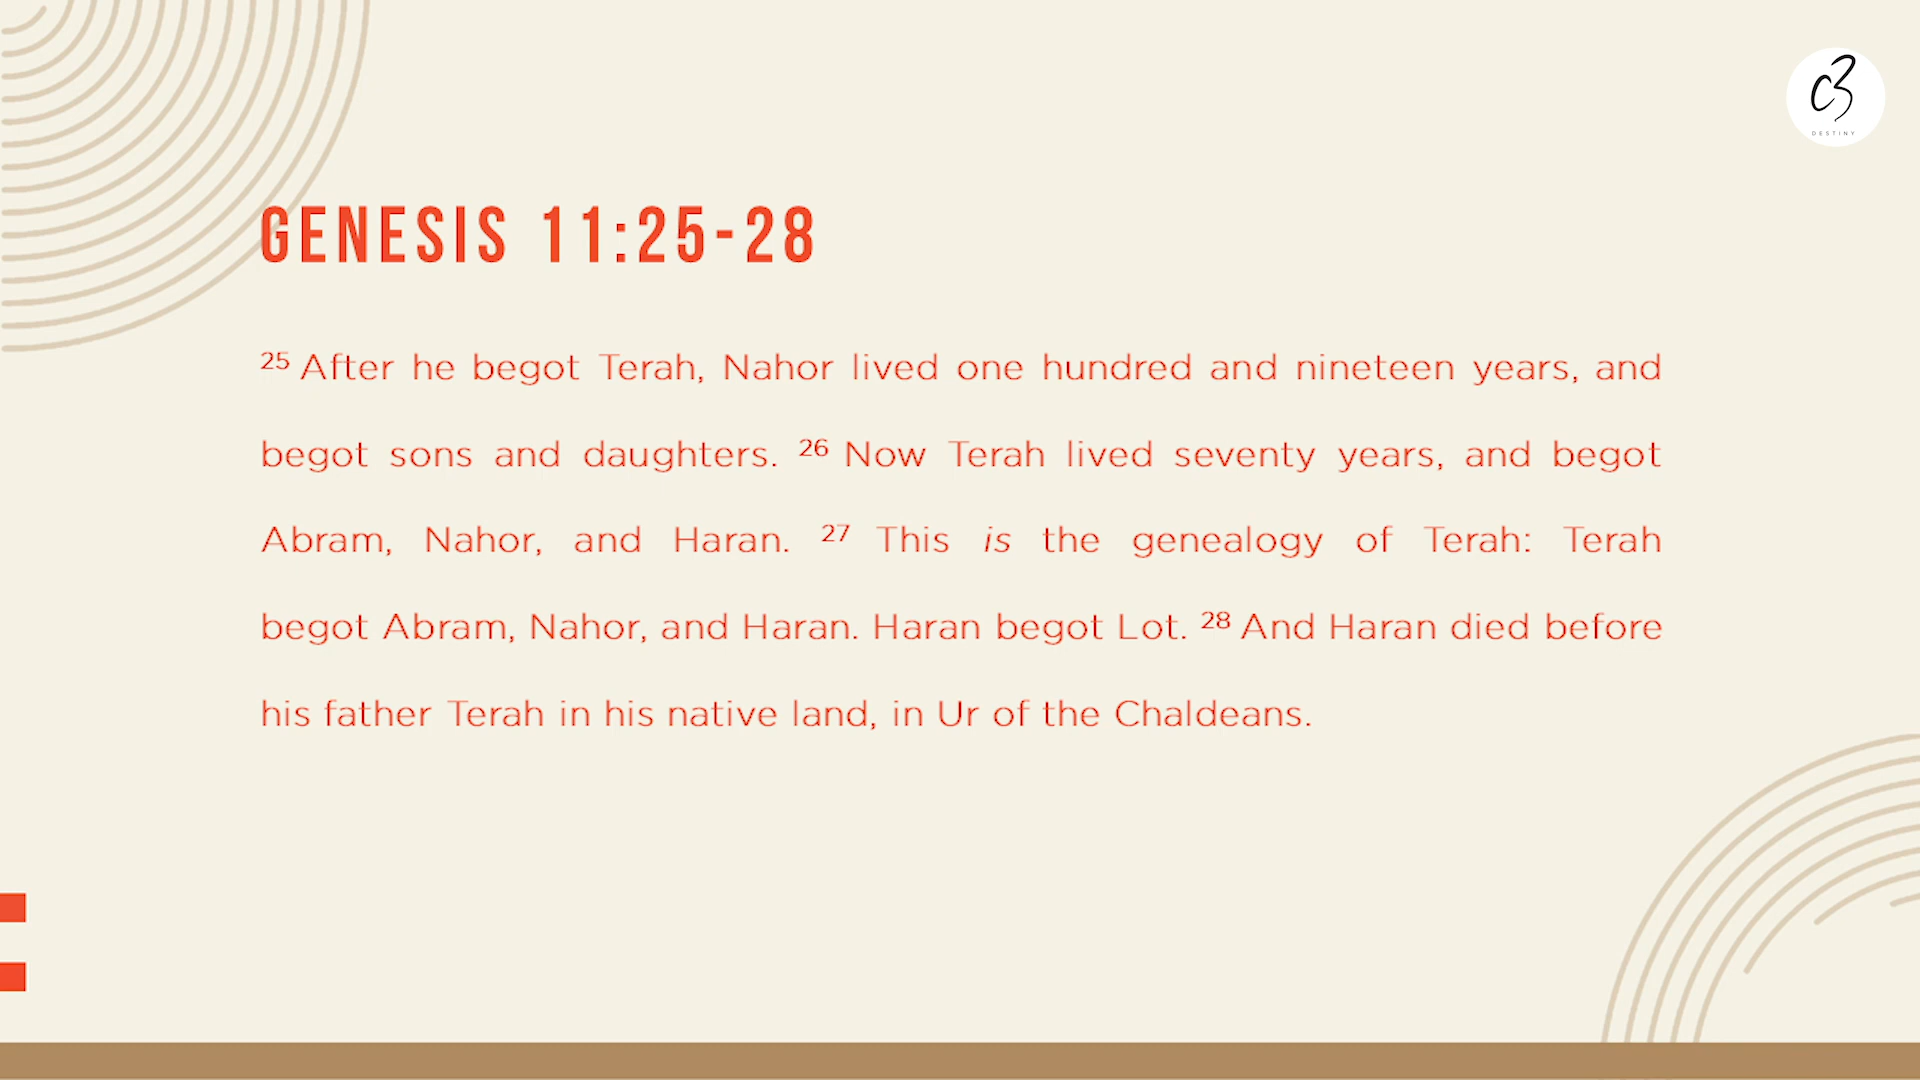 C3
DESTINY
GENESIS 11:25-28
25 After he begot Terah, Nahor lived one hundred and nineteen years, and
begot sons and daughters. 26 Now Terah lived seventy years, and begot
Abram, Nahor, and Haran. 27 This is the genealogy of Terah: Terah
begot Abram, Nahor, and Haran. Haran begot Lot. 28 And Haran died before
his father Terah in his native land, in Ur of the Chaldeans.